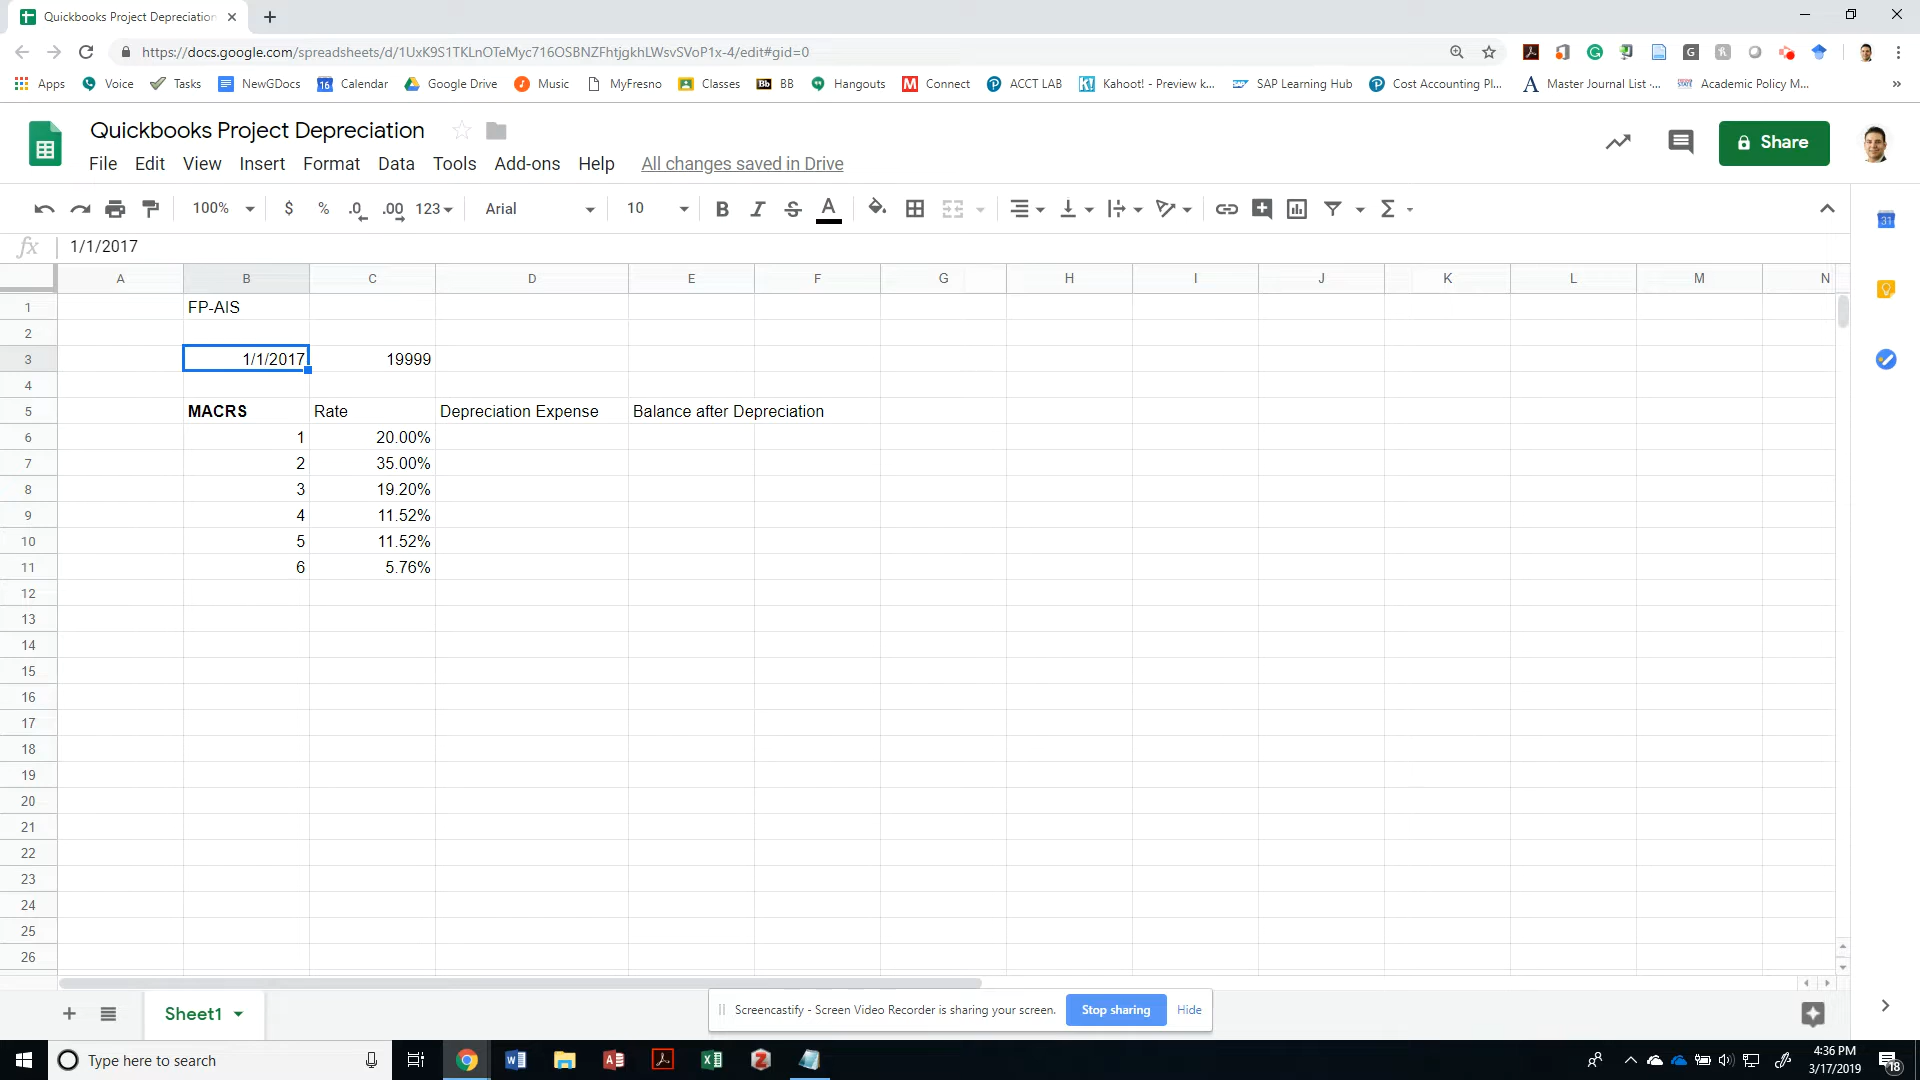 Quickbooks Project Depreciation
https://docs.google.com/spreadsheets/d/1UxK9S1TKLnOTeMyc716OSBNZFhtjgkhLWsvSVoP1x-4/edit#gid=0
Apps Voice Tasks NewGDocs Calendar Google Drive Music MyFresno Classes BB Hangouts Connect ACCT LAB Kahoot! - Preview k... SAP Learning Hub Cost Accounting Pl... Master Journal List -... Academic Policy M... »
Quickbooks Project Depreciation
File Edit View Insert Format Data Tools Add-ons Help All changes saved in Drive
Share
100% $ % .0 .00 123 Arial 10 B I S A Σ
31
fx 1/1/2017
A B C D E F G H I J K L M N
1 FP-AIS
2
3 1/1/2017 19999
4
5 MACRS Rate Depreciation Expense Balance after Depreciation
6 1 20.00%
7 2 35.00%
8 3 19.20%
9 4 11.52%
10 5 11.52%
11 6 5.76%
12
13
14
15
16
17
18
19
20
21
22
23
24
25
26
Sheet1
Screencastify - Screen Video Recorder is sharing your screen. Stop sharing Hide
Type here to search
4:36 PM
3/17/2019
18